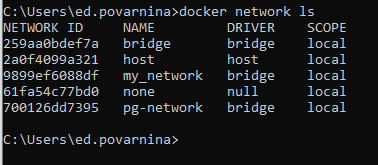 C:\Users\ed.povarnina>docker network ls
NETWORK ID     NAME         DRIVER    SCOPE
259aa0bdef7a   bridge       bridge    local
2a0f4099a321   host         host      local
9899ef6088df   my_network   bridge    local
61fa54c77bd0   none         null      local
700126dd7395   pg-network   bridge    local
C:\Users\ed.povarnina>